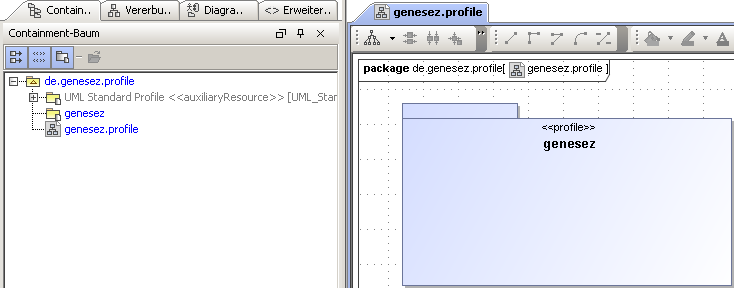 Contain..
Vererbu..
Diagra..
<> Erweiter..
Containment-Baum
de.genesez.profile
UML Standard Profile <<auxiliaryResource>> [UML_Star
genesez
genesez.profile
genesez.profile
package de.genesez.profile[ genesez.profile ]
<<profile>>
genesez